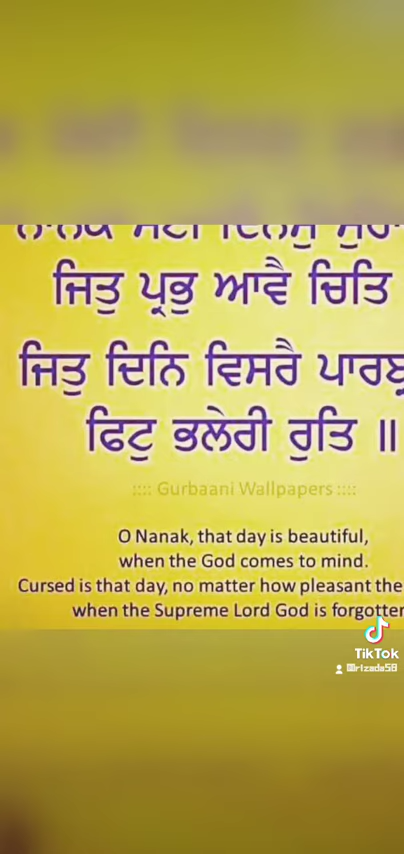 ਜਿਤੁ ਪ੍ਰਭੁ ਆਵੈ ਚਿਤਿ
ਜਿਤੁ ਦਿਨਿ ਵਿਸਰੈ
ਫਿਟੁ ਭਲੇਰੀ ਰੁਤਿ ॥
:::: Gurbaani Wallpapers ::::
O Nanak, that day is beautiful,
when the God comes to mind.
Cursed is that day, no matter how pleasant the
when the Supreme Lord God is forgotten
TikTok